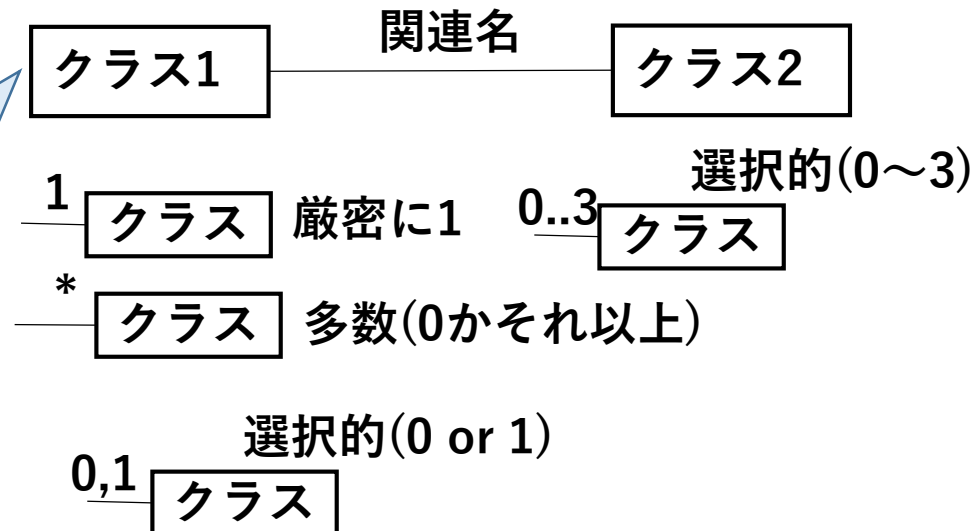 関連名
クラス1
クラス2
選択的(0～3)
1
クラス
厳密に1
0..3
クラス
*
クラス
多数(0かそれ以上)
選択的(0 or 1)
0,1
クラス